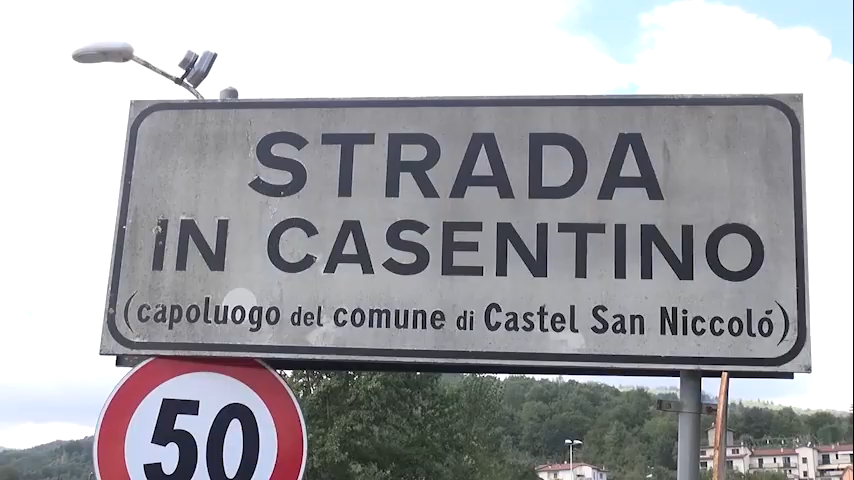 STRADA
IN CASENTINO
(capoluogo del comune di Castel San Niccoló)
50